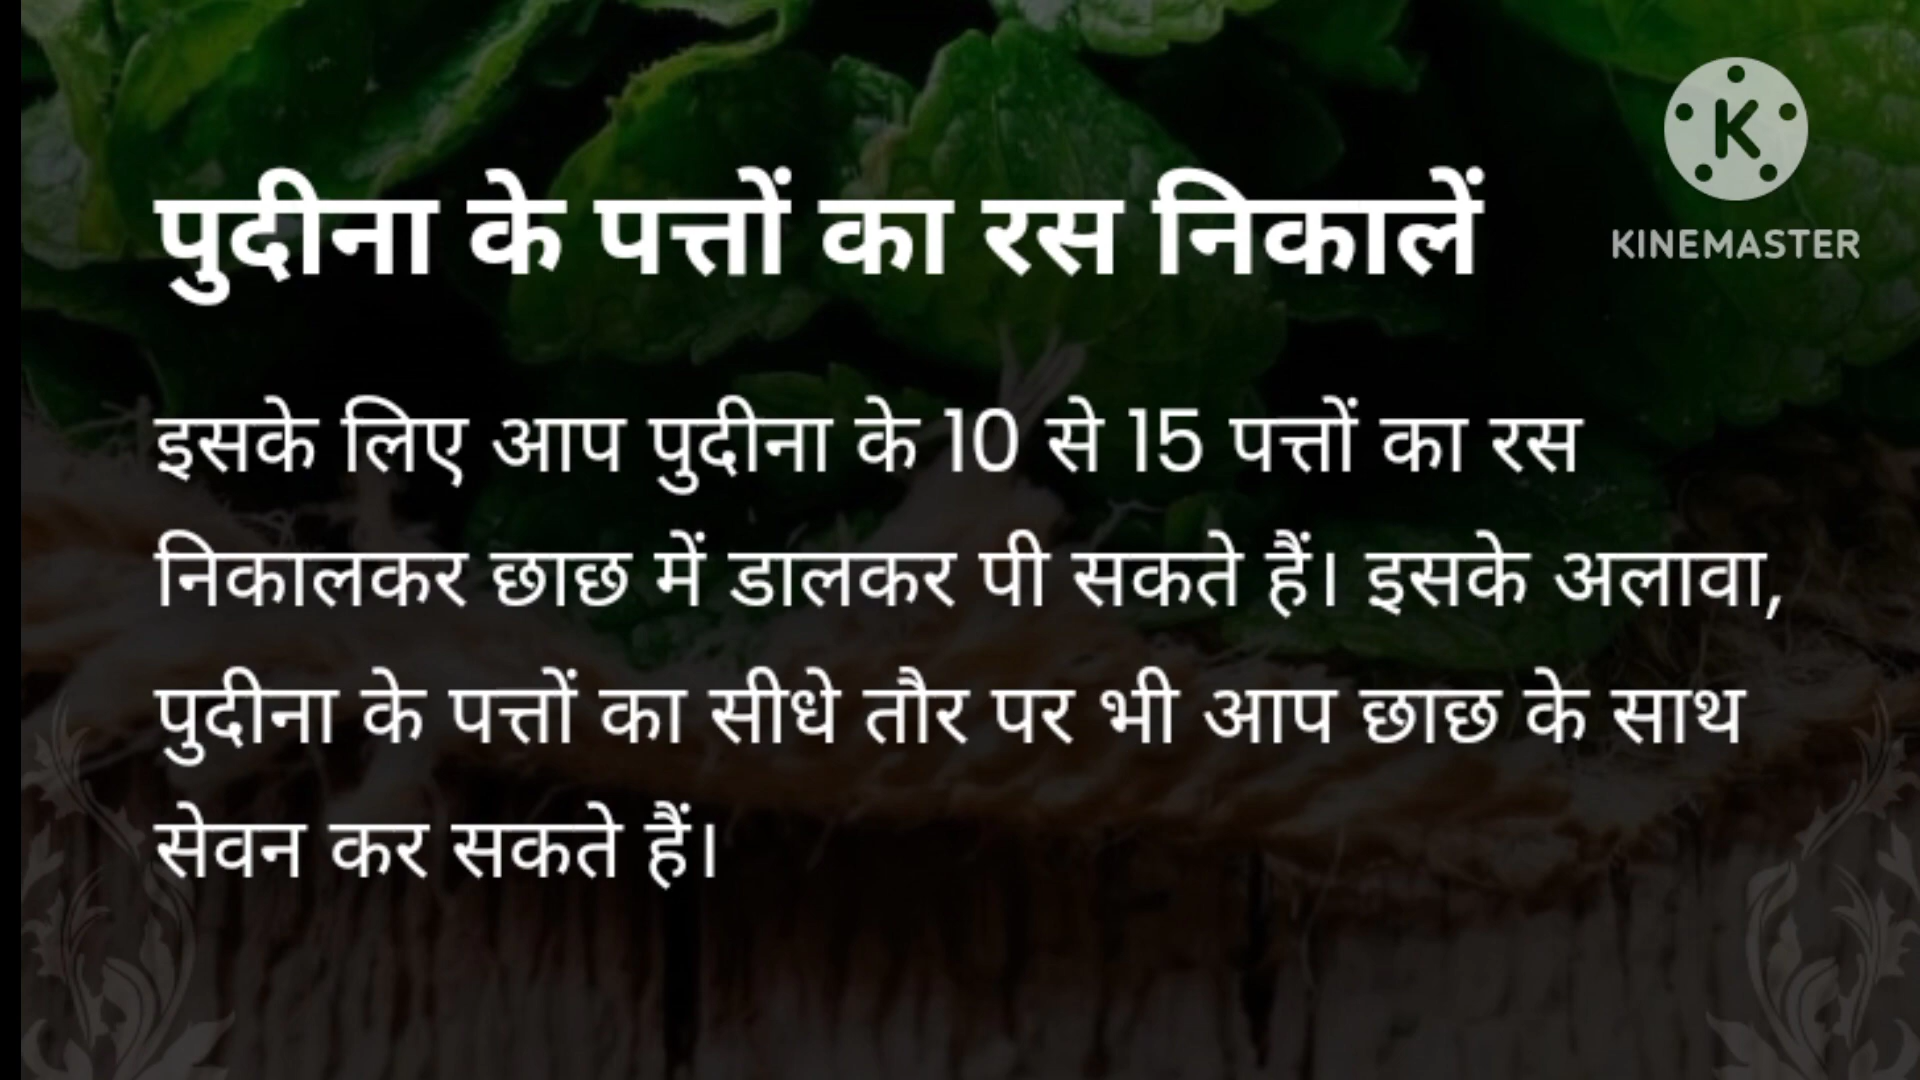 पुदीना के पत्तों का रस निकालें
K
KINEMASTER
इसके लिए आप पुदीना के 10 से 15 पत्तों का रस
निकालकर छाछ में डालकर पी सकते हैं। इसके अलावा,
पुदीना के पत्तों का सीधे तौर पर भी आप छाछ के साथ
सेवन कर सकते हैं।